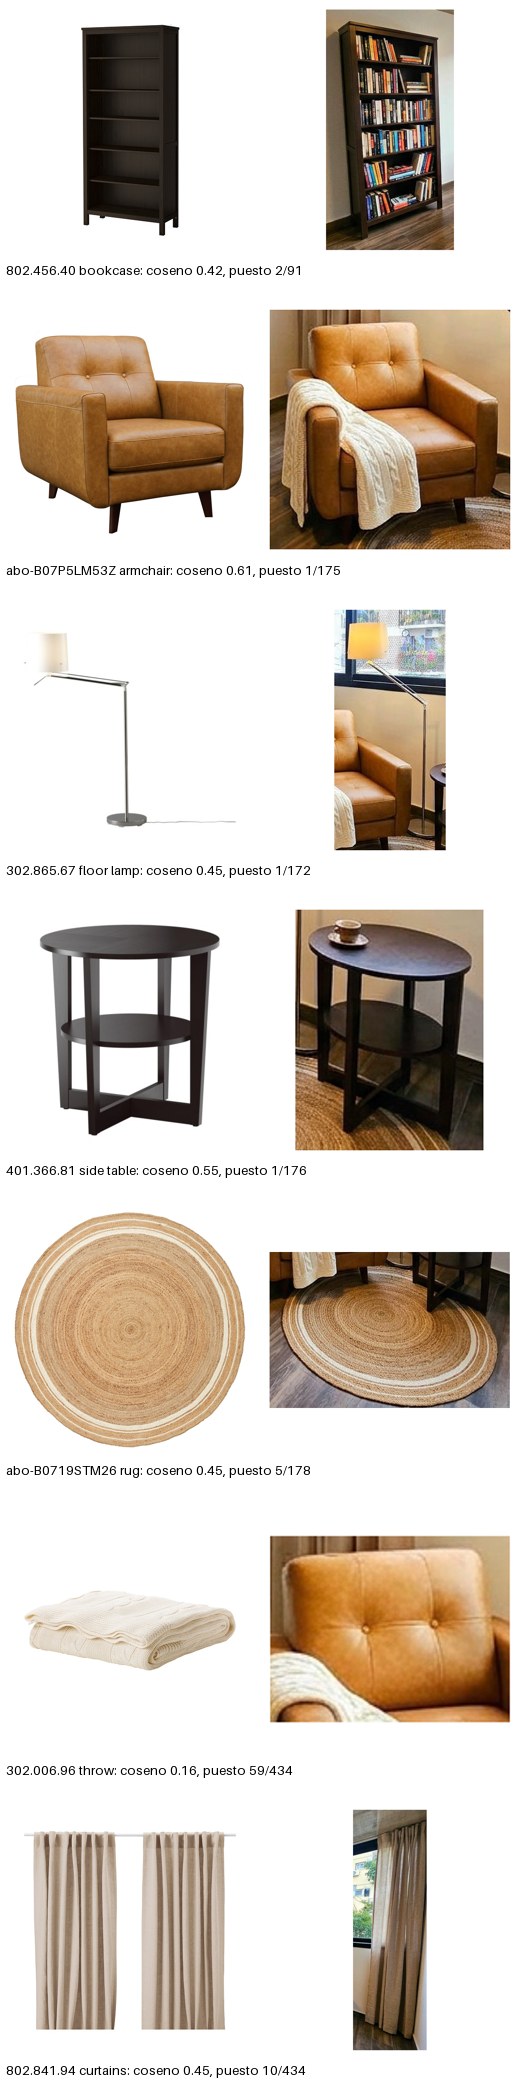 802.456.40 bookcase: coseno 0.42, puesto 2/91
abo-B07P5LM53Z armchair: coseno 0.61, puesto 1/175
302.865.67 floor lamp: coseno 0.45, puesto 1/172
401.366.81 side table: coseno 0.55, puesto 1/176
abo-B0719STM26 rug: coseno 0.45, puesto 5/178
302.006.96 throw: coseno 0.16, puesto 59/434
802.841.94 curtains: coseno 0.45, puesto 10/434